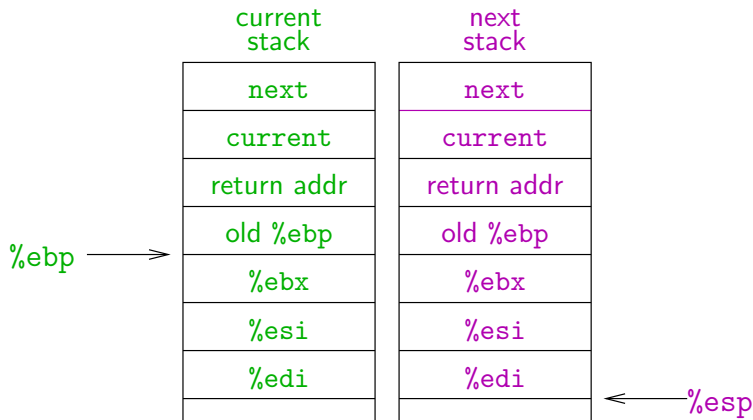 current
stack
next
stack
next
next
current
current
return addr
return addr
old %ebp
old %ebp
%ebp
%ebx
%ebx
%esi
%esi
%edi
%edi
%esp